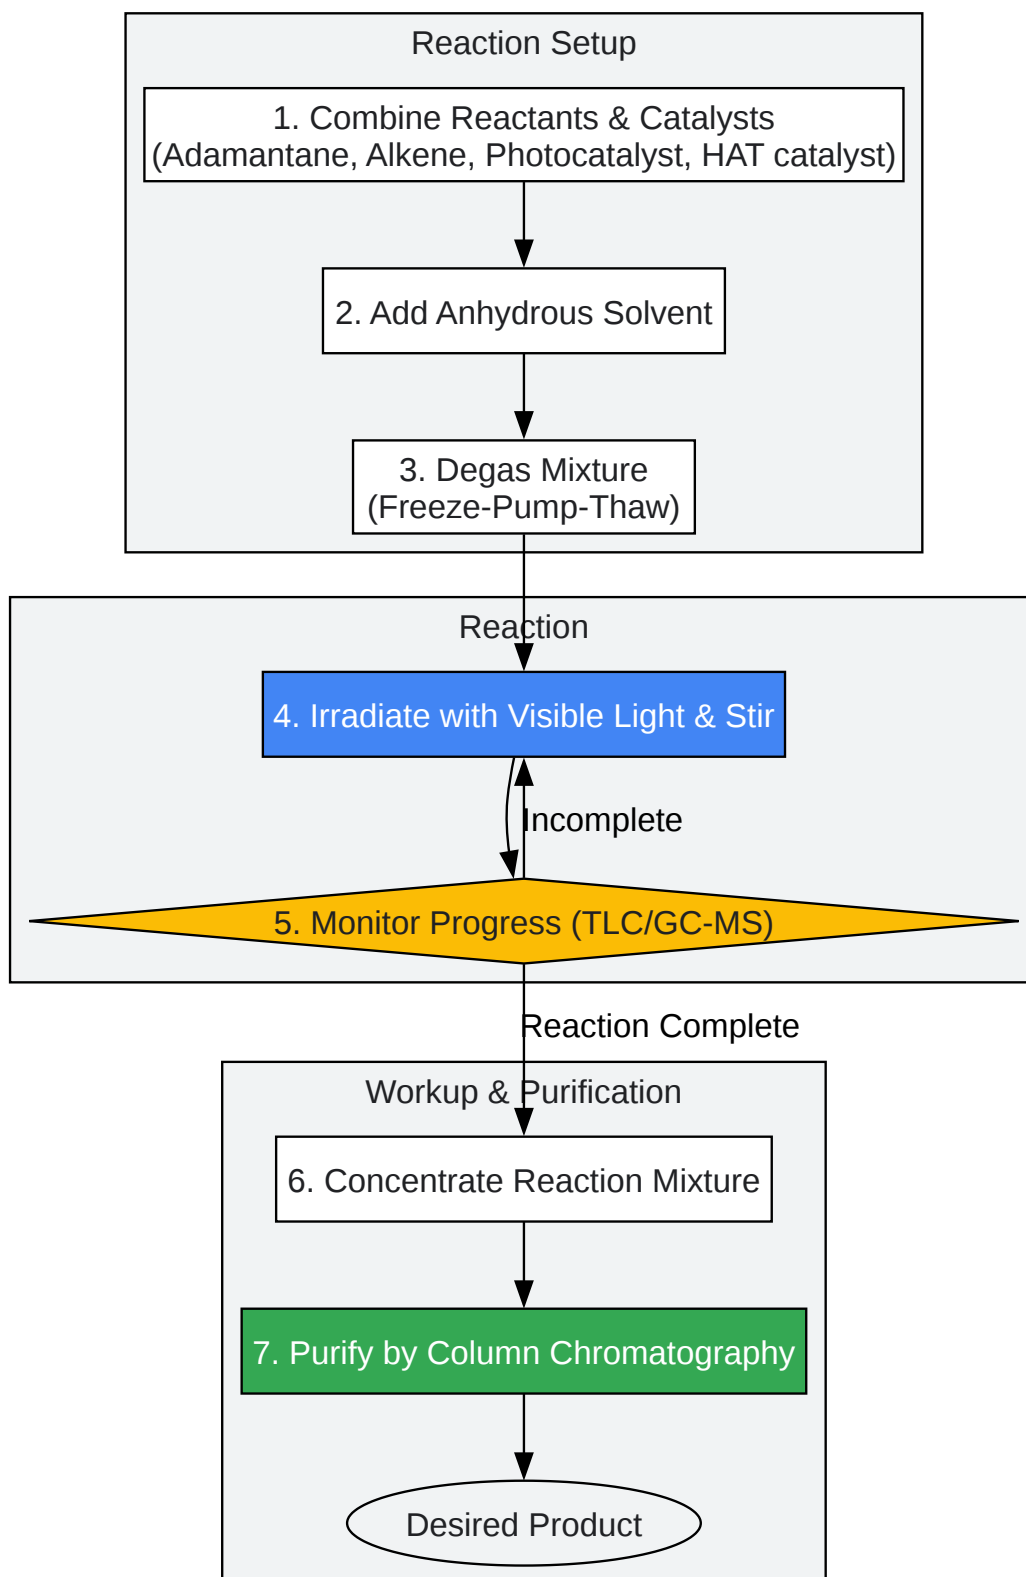 Reaction Setup
1. Combine Reactants & Catalysts
(Adamantane, Alkene, Photocatalyst, HAT catalyst)
2. Add Anhydrous Solvent
3. Degas Mixture
(Freeze-Pump-Thaw)
Reaction
4. Irradiate with Visible Light & Stir
Incomplete
5. Monitor Progress (TLC/GC-MS)
Reaction Complete
Workup & Purification
6. Concentrate Reaction Mixture
7. Purify by Column Chromatography
Desired Product